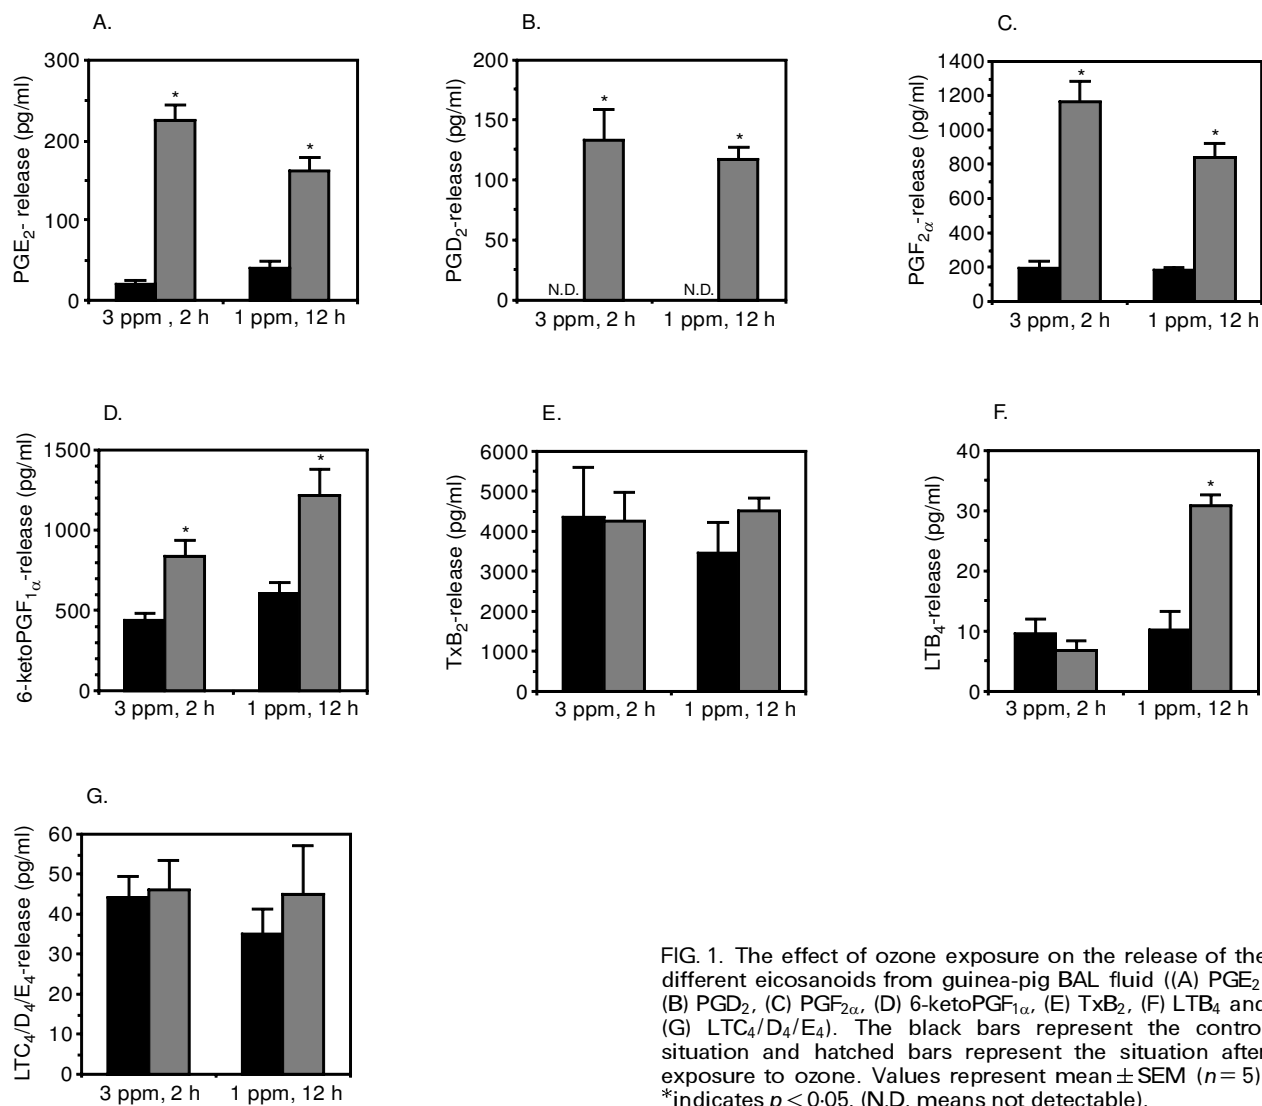 A.
PGE2- release (pg/ml)
300
200
100
0
*
*
3 ppm , 2 h
1 ppm, 12 h
B.
PGD2-release (pg/ml)
200
150
100
50
0
*
*
N.D.
N.D.
3 ppm, 2 h
1 ppm, 12 h
C.
PGF2α-release (pg/ml)
1400
1200
1000
800
600
400
200
0
*
*
3 ppm, 2 h
1 ppm, 12 h
D.
6-ketoPGF1α-release (pg/ml)
1500
1000
500
0
*
*
3 ppm, 2 h
1 ppm, 12 h
E.
TxB2-release (pg/ml)
6000
5000
4000
3000
2000
1000
0
3 ppm, 2 h
1 ppm, 12 h
F.
LTB4-release (pg/ml)
40
30
20
10
0
*
3 ppm, 2 h
1 ppm, 12 h
G.
LTC4/D4/E4-release (pg/ml)
60
50
40
30
20
10
0
3 ppm, 2 h
1 ppm, 12 h
FIG. 1. The effect of ozone exposure on the release of the
different eicosanoids from guinea-pig BAL fluid ((A) PGE2
(B) PGD2, (C) PGF2α, (D) 6-ketoPGF1α, (E) TxB2, (F) LTB4 and
(G) LTC4/D4/E4). The black bars represent the contro
situation and hatched bars represent the situation after
exposure to ozone. Values represent mean ± SEM (n = 5)
*indicates p < 0·05. (N.D. means not detectable).